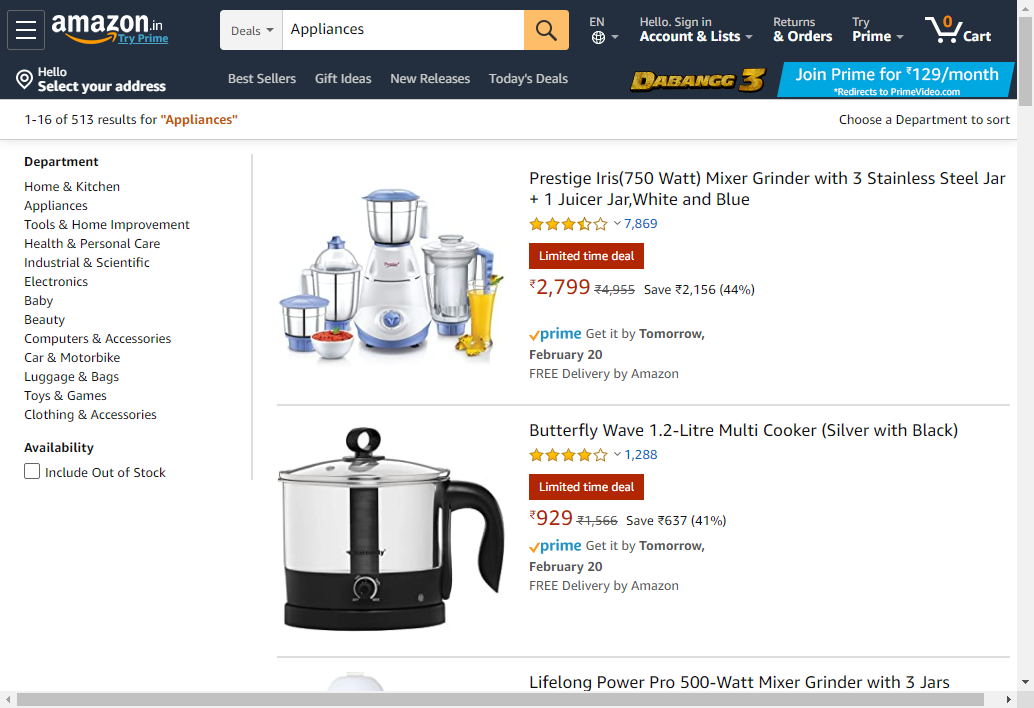 amazon.in
Try Prime
Deals
Appliances
EN
Hello. Sign in
Account & Lists
Returns
& Orders
Try
Prime
0
Cart
Hello
Select your address
Best Sellers
Gift Ideas
New Releases
Today's Deals
DABANGG 3
Join Prime for ₹129/month
*Redirects to PrimeVideo.com
1-16 of 513 results for "Appliances"
Choose a Department to sort
Department
Home & Kitchen
Appliances
Tools & Home Improvement
Health & Personal Care
Industrial & Scientific
Electronics
Baby
Beauty
Computers & Accessories
Car & Motorbike
Luggage & Bags
Toys & Games
Clothing & Accessories
Availability
Include Out of Stock
Prestige Iris(750 Watt) Mixer Grinder with 3 Stainless Steel Jar
+ 1 Juicer Jar,White and Blue
7,869
Limited time deal
₹2,799 ₹4,955 Save ₹2,156 (44%)
prime Get it by Tomorrow,
February 20
FREE Delivery by Amazon
Butterfly Wave 1.2-Litre Multi Cooker (Silver with Black)
1,288
Limited time deal
₹929 ₹1,566 Save ₹637 (41%)
prime Get it by Tomorrow,
February 20
FREE Delivery by Amazon
Lifelong Power Pro 500-Watt Mixer Grinder with 3 Jars